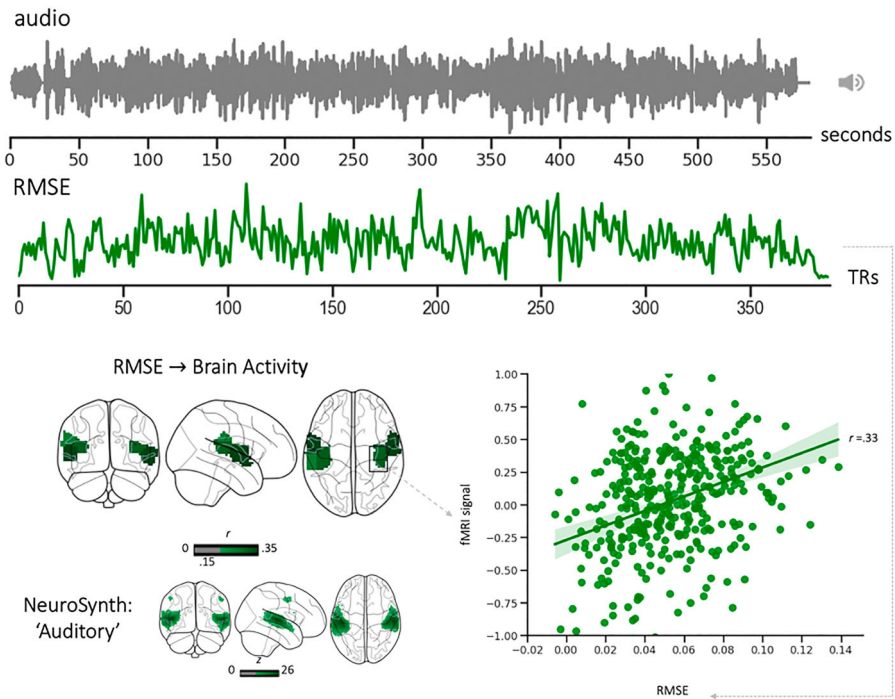 audio
seconds
0 50 100 150 200 250 300 350 400 450 500 550
RMSE
TRs
0 50 100 150 200 250 300 350
RMSE → Brain Activity
r
0 .35
.15
NeuroSynth:
'Auditory'
0 z 26
1.00
0.75
0.50
0.25
0.00
−0.25
−0.50
−0.75
−1.00
fMRI signal
r =.33
−0.02 0.00 0.02 0.04 0.06 0.08 0.10 0.12 0.14
RMSE